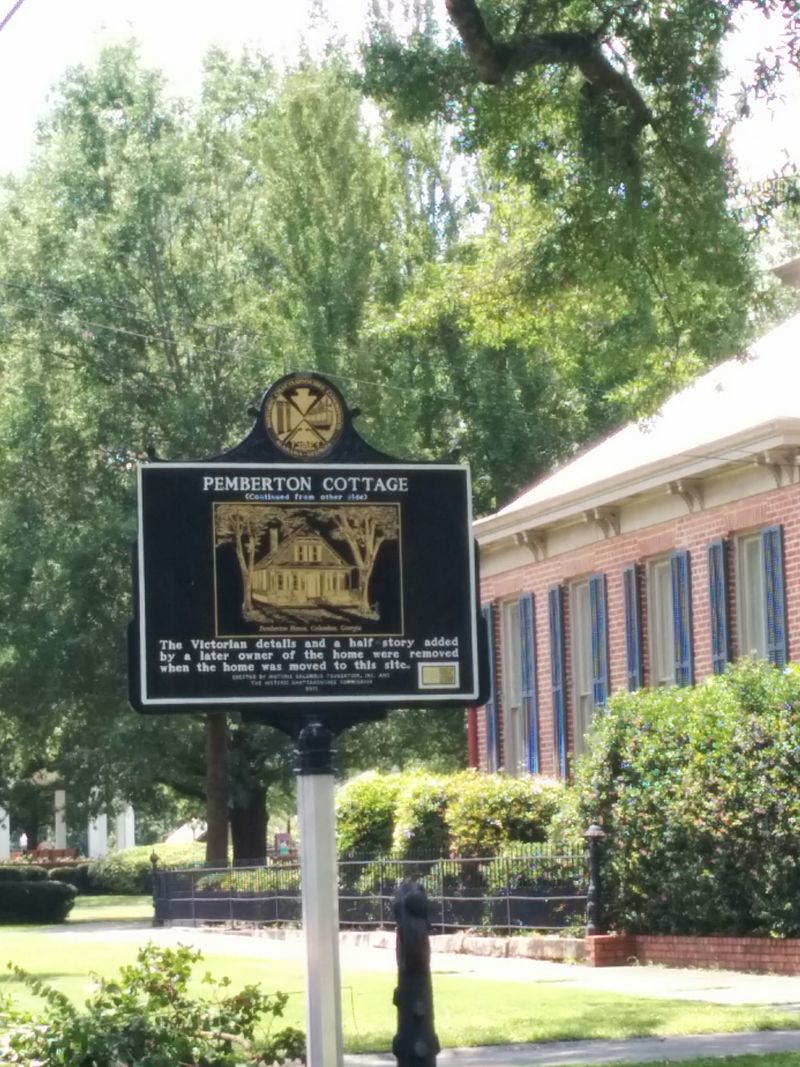 PEMBERTON COTTAGE
(Continued from other side)
Pemberton House, Columbus, Georgia
The Victorian details and a half story added
by a later owner of the home were removed
when the home was moved to this site.
ERECTED BY HISTORIC COLUMBUS FOUNDATION, INC. AND
THE HISTORIC CHATTAHOOCHEE COMMISSION